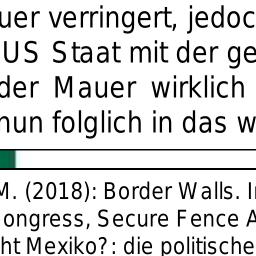 uer verringert, jedoc
US Staat mit der ge
der Mauer wirklich
nun folglich in das w
M. (2018): Border Walls. I
ongress, Secure Fence A
ht Mexiko?: die politische